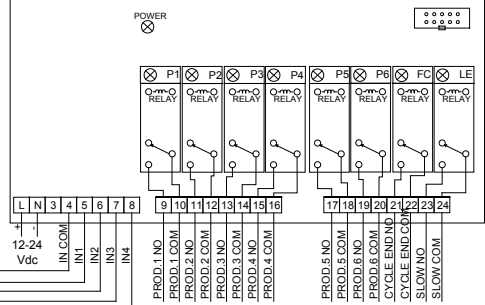 POWER
P1 P2 P3 P4 P5 P6 FC LE
RELAY RELAY RELAY RELAY RELAY RELAY RELAY RELAY
L N 3 4 5 6 7 8 9 10 11 12 13 14 15 16 17 18 19 20 21 22 23 24
+ -
12-24
Vdc
IN COM
IN1
IN2
IN3
IN4
PROD.1 NO
PROD.1 COM
PROD.2 NO
PROD.2 COM
PROD.3 NO
PROD.3 COM
PROD.4 NO
PROD.4 COM
PROD.5 NO
PROD.5 COM
PROD.6 NO
PROD.6 COM
CYCLE END NO
CYCLE END COM
SLOW NO
SLOW COM